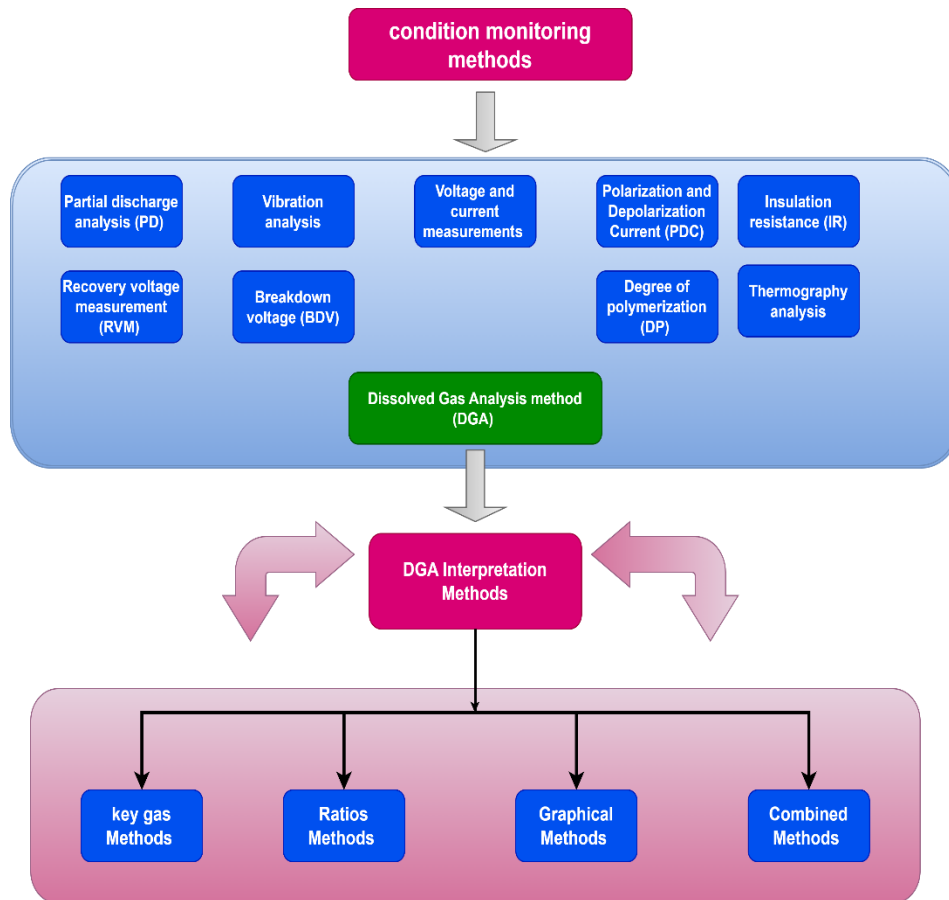 condition monitoring
methods
Partial discharge
analysis (PD)
Vibration
analysis
Voltage and
current
measurements
Polarization and
Depolarization
Current (PDC)
Insulation
resistance (IR)
Recovery voltage
measurement
(RVM)
Breakdown
voltage (BDV)
Degree of
polymerization
(DP)
Thermography
analysis
Dissolved Gas Analysis method
(DGA)
DGA Interpretation
Methods
key gas
Methods
Ratios
Methods
Graphical
Methods
Combined
Methods